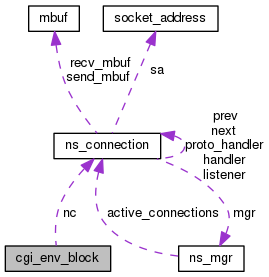 mbuf
socket_address
recv_mbuf
send_mbuf
sa
prev
next
proto_handler
handler
listener
ns_connection
nc
active_connections
mgr
cgi_env_block
ns_mgr